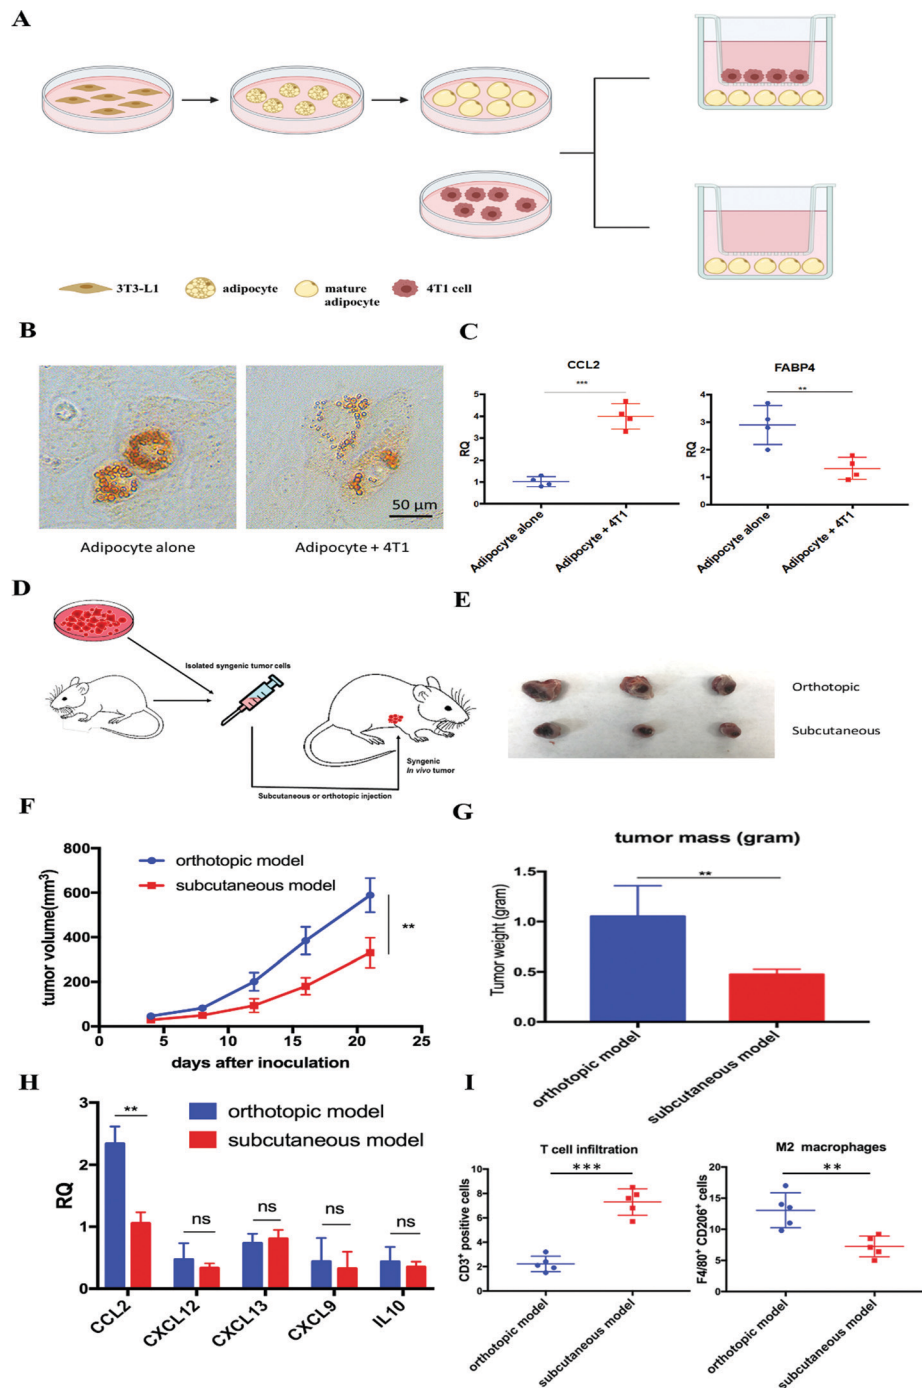 A
3T3-L1
adipocyte
mature
adipocyte
4T1 cell
B
50 μm
Adipocyte alone
Adipocyte + 4T1
C
CCL2
***
RQ
5
4
3
2
1
0
Adipocyte alone
Adipocyte + 4T1
FABP4
**
RQ
4
3
2
1
0
Adipocyte alone
Adipocyte + 4T1
D
Isolated syngenic tumor cells
Syngenic
In vivo tumor
Subcutaneous or orthotopic injection
E
Orthotopic
Subcutaneous
F
orthotopic model
subcutaneous model
tumor volume(mm³)
800
600
400
200
0
**
0 5 10 15 20 25
days after inoculation
G
tumor mass (gram)
**
Tumor weight (gram)
1.5
1.0
0.5
0.0
orthotopic model
subcutaneous model
H
orthotopic model
subcutaneous model
RQ
3
2
1
0
**
ns
ns
ns
ns
CCL2
CXCL12
CXCL13
CXCL9
IL10
I
T cell infiltration
***
CD3⁺ positive cells
10
8
6
4
2
0
orthotopic model
subcutaneous model
M2 macrophages
**
F4/80⁺ CD206⁺ cells
20
15
10
5
0
orthotopic model
subcutaneous model